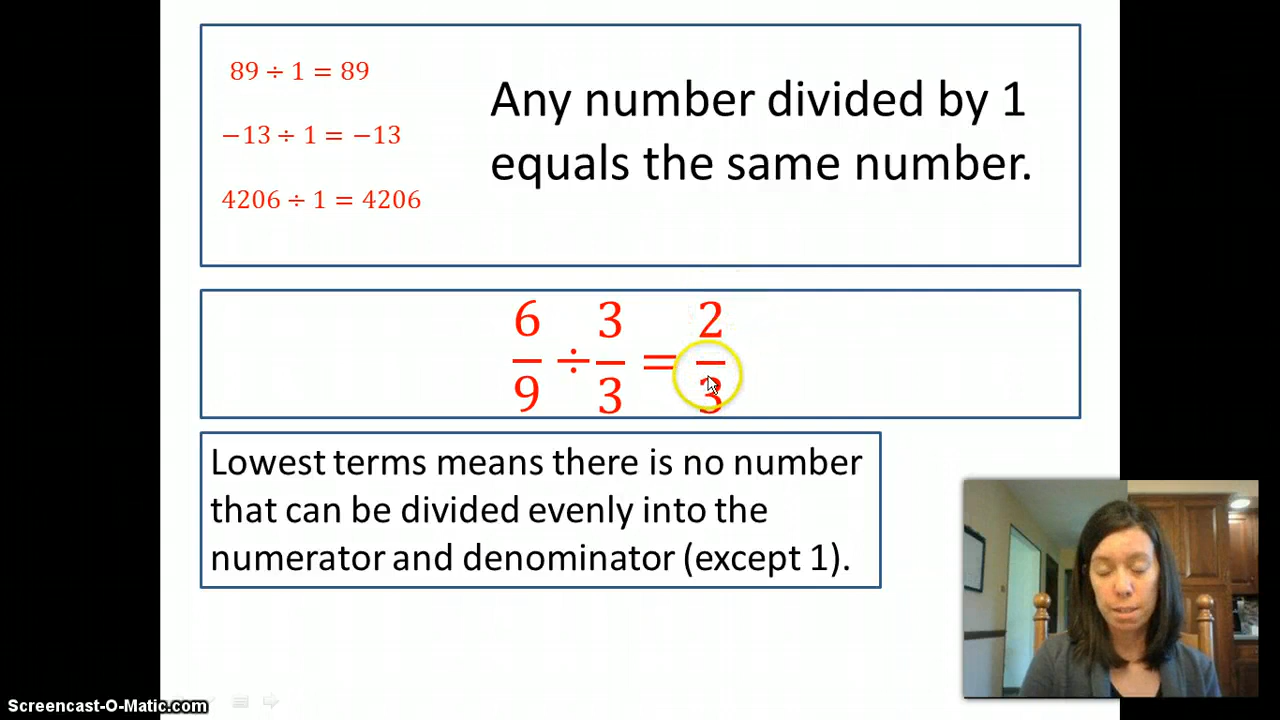 89 ÷ 1 = 89
−13 ÷ 1 = −13
4206 ÷ 1 = 4206
Any number divided by 1
equals the same number.
6/9 ÷ 3/3 = 2/3
Lowest terms means there is no number
that can be divided evenly into the
numerator and denominator (except 1).
Screencast-O-Matic.com